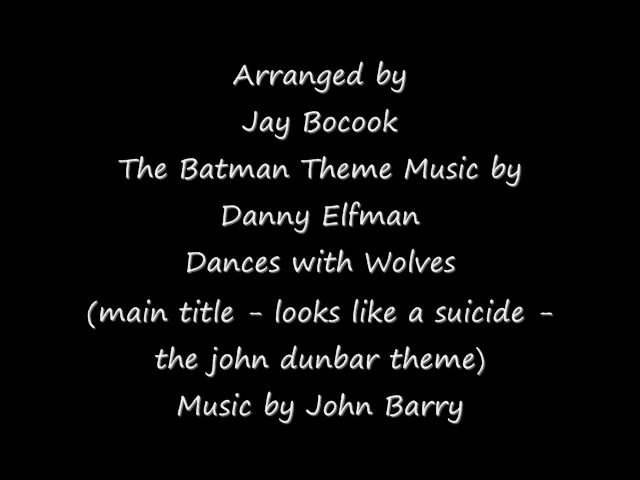 Arranged by
Jay Bocook
The Batman Theme Music by
Danny Elfman
Dances with Wolves
(main title - looks like a suicide -
the john dunbar theme)
Music by John Barry